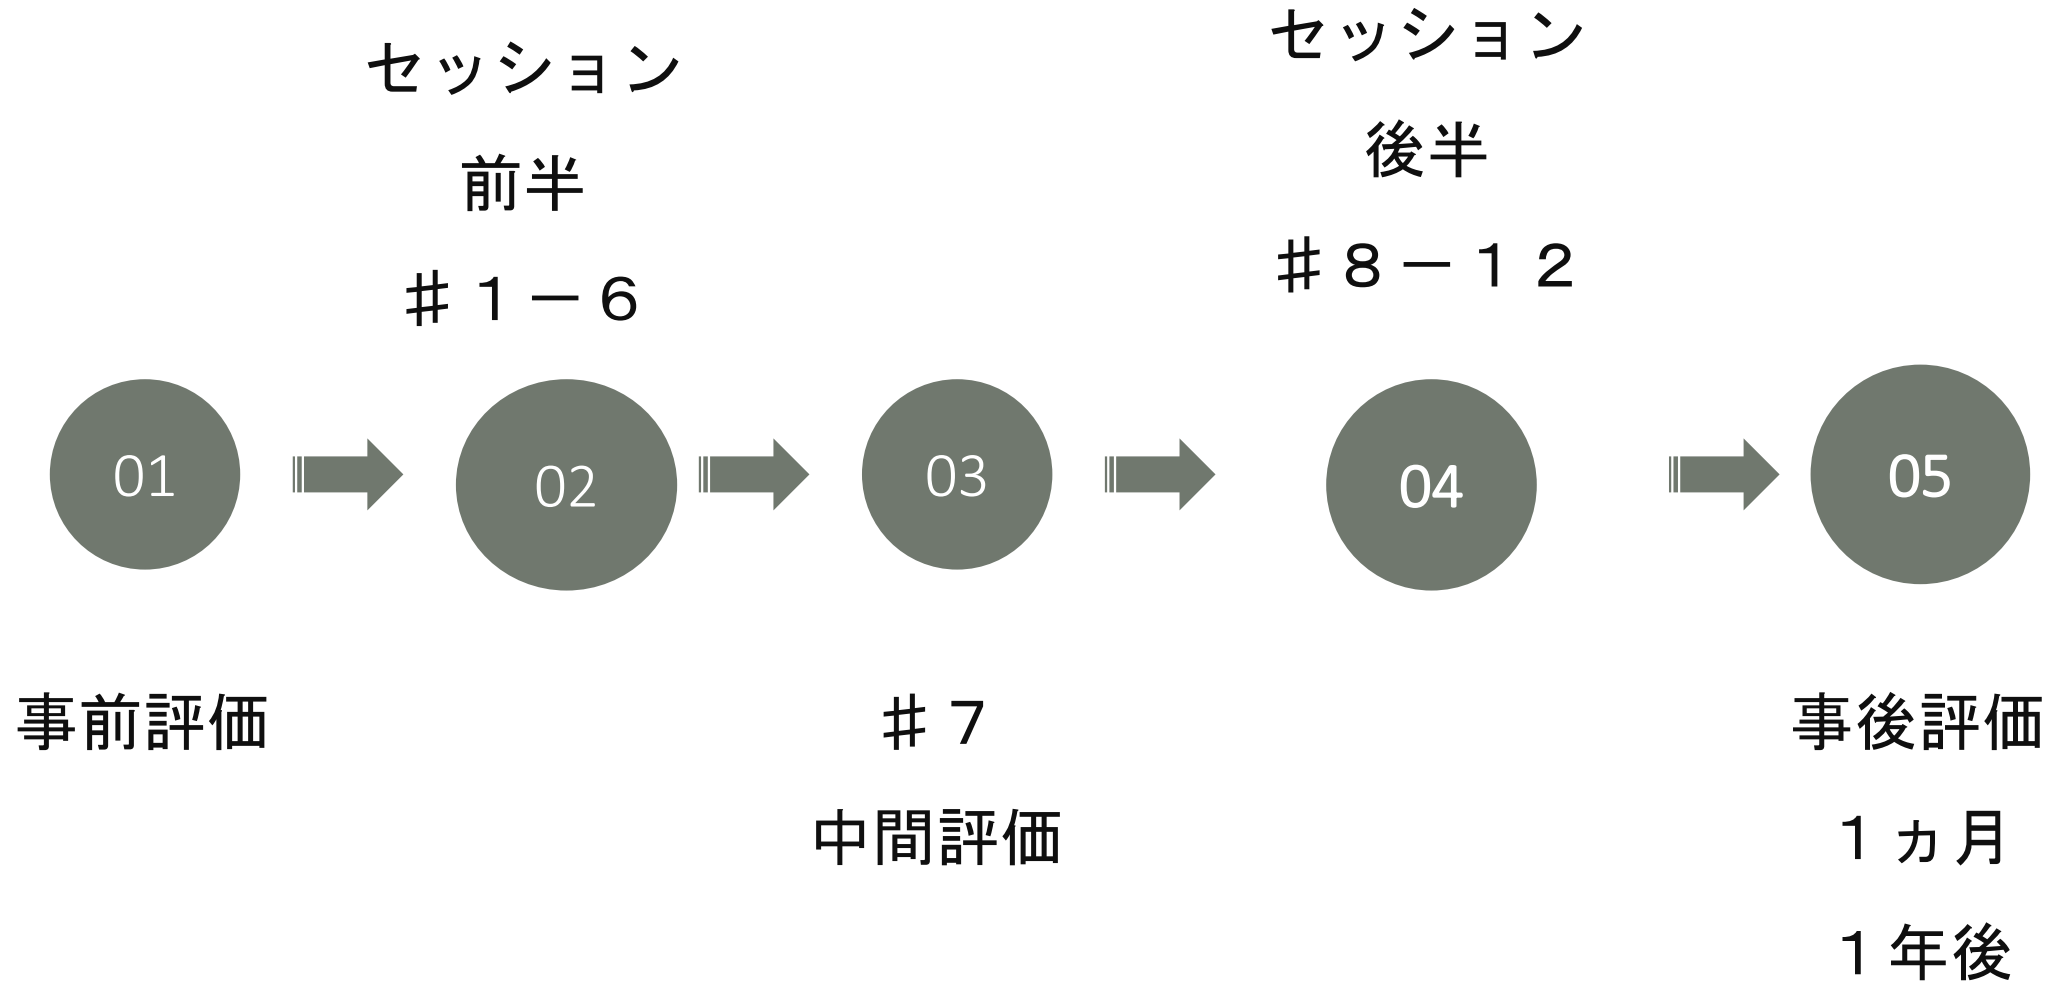 セッション
前半
♯１－６
セッション
後半
♯８－１２
01
02
03
04
05
事前評価
♯７
中間評価
事後評価
１ヵ月
１年後